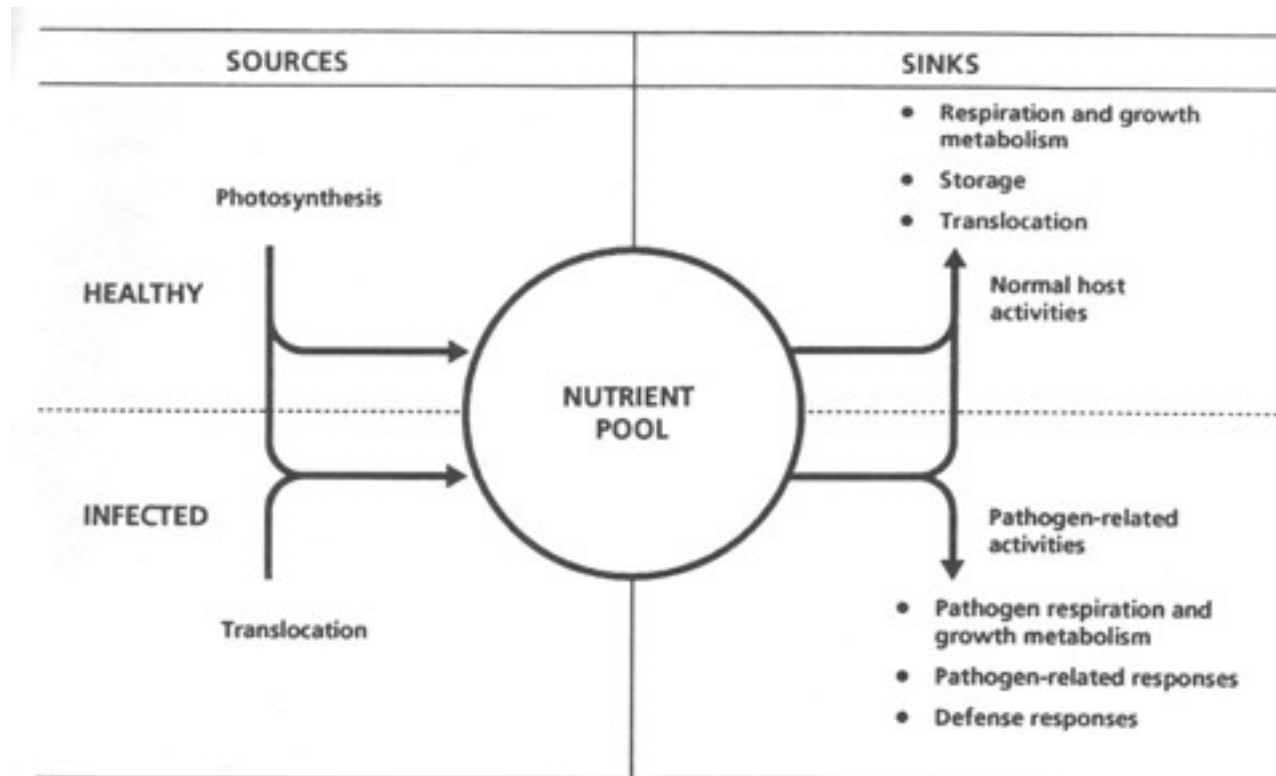 SOURCES
SINKS
• Respiration and growth
metabolism
• Storage
• Translocation
Photosynthesis
HEALTHY
Normal host
activities
NUTRIENT
POOL
INFECTED
Pathogen-related
activities
Translocation
• Pathogen respiration and
growth metabolism
• Pathogen-related responses
• Defense responses